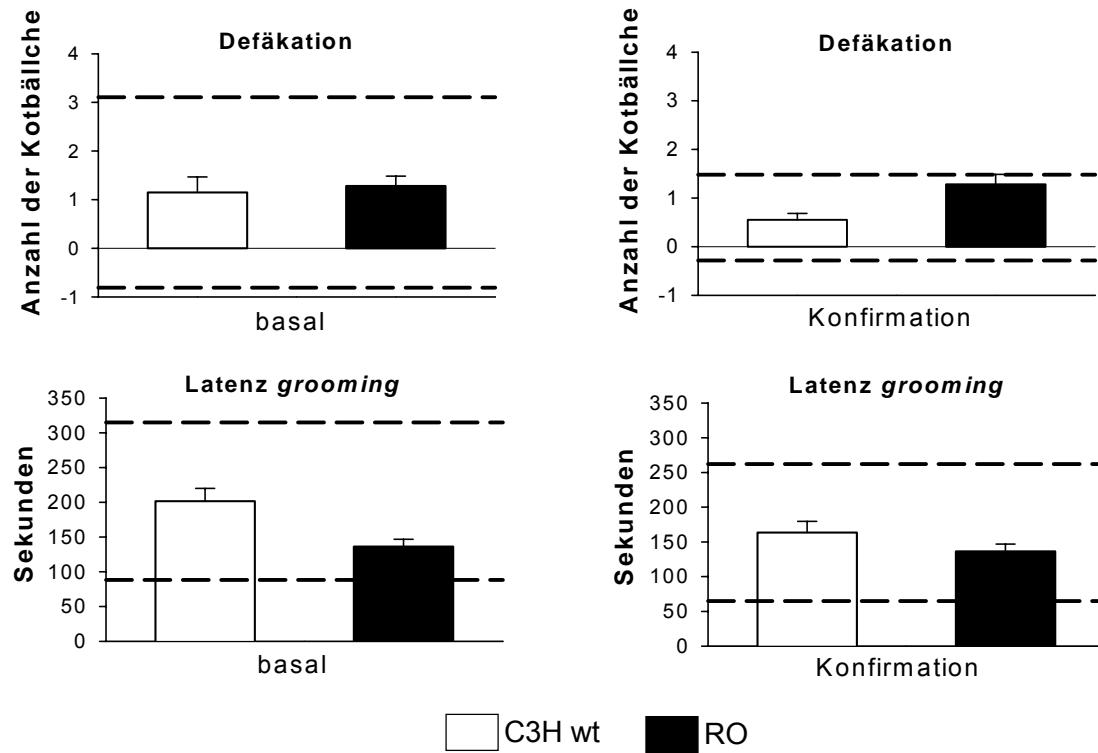 Defäkation
Anzahl der Kotbällche
4
3
2
1
0
-1
basal
Defäkation
Anzahl der Kotbällche
4
3
2
1
0
-1
Konfirmation
Latenz grooming
Sekunden
350
300
250
200
150
100
50
0
basal
Latenz grooming
Sekunden
350
300
250
200
150
100
50
0
Konfirmation
C3H wt
RO